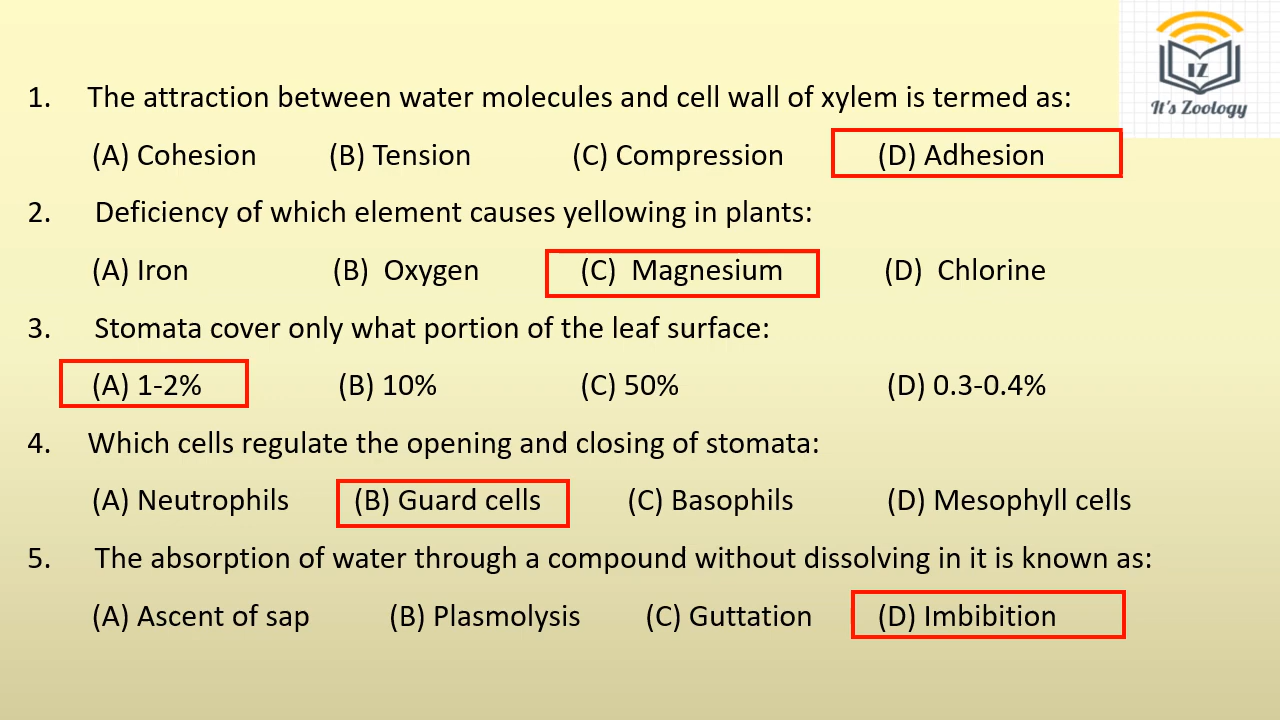 IZ
It's Zoology
1. The attraction between water molecules and cell wall of xylem is termed as:
(A) Cohesion (B) Tension (C) Compression (D) Adhesion
2. Deficiency of which element causes yellowing in plants:
(A) Iron (B) Oxygen (C) Magnesium (D) Chlorine
3. Stomata cover only what portion of the leaf surface:
(A) 1-2% (B) 10% (C) 50% (D) 0.3-0.4%
4. Which cells regulate the opening and closing of stomata:
(A) Neutrophils (B) Guard cells (C) Basophils (D) Mesophyll cells
5. The absorption of water through a compound without dissolving in it is known as:
(A) Ascent of sap (B) Plasmolysis (C) Guttation (D) Imbibition